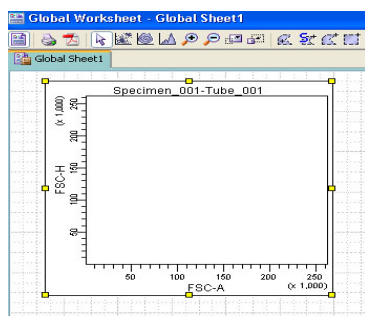 Global Worksheet - Global Sheet1
Global Sheet1
Specimen_001-Tube_001
(x 1,000)
FSC-H
250
200
150
100
50
50 100 150 200 250
FSC-A
(x 1,000)